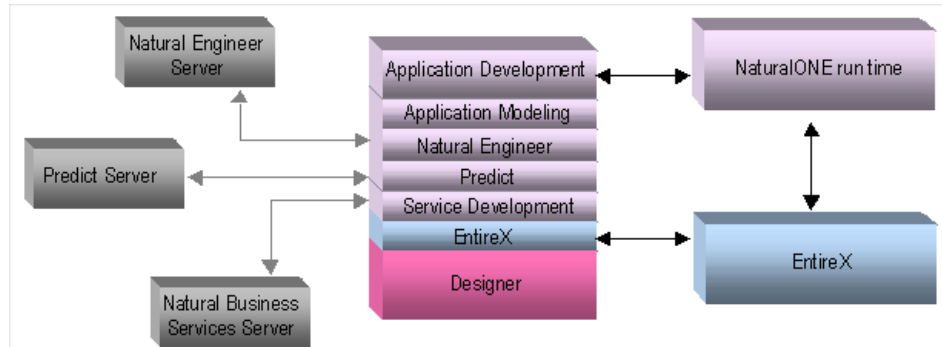 Natural Engineer
Server
Predict Server
Natural Business
Services Server
Application Development
Application Modeling
Natural Engineer
Predict
Service Development
EntireX
Designer
NaturalONE run time
EntireX